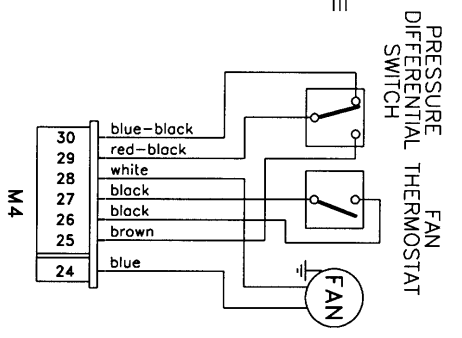 PRESSURE
DIFFERENTIAL
SWITCH
FAN
THERMOSTAT
30 blue-black
29 red-black
28 white
27 black
26 black
25 brown
24 blue
M4
FAN